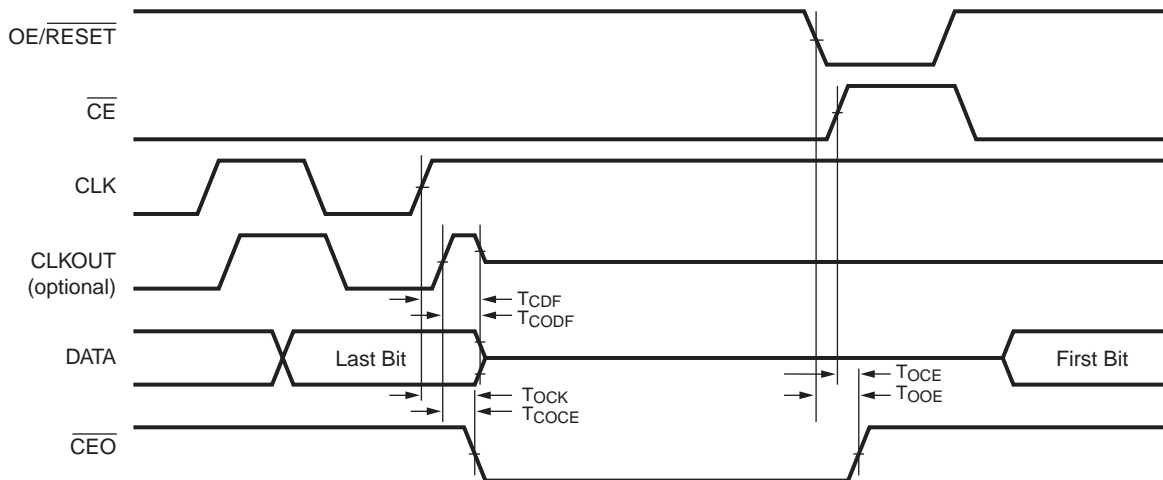 OE/RESET
CE
CLK
CLKOUT
(optional)
TCDF
TCODF
DATA
Last Bit
First Bit
TOCE
TOOE
TOCK
TCOCE
CEO